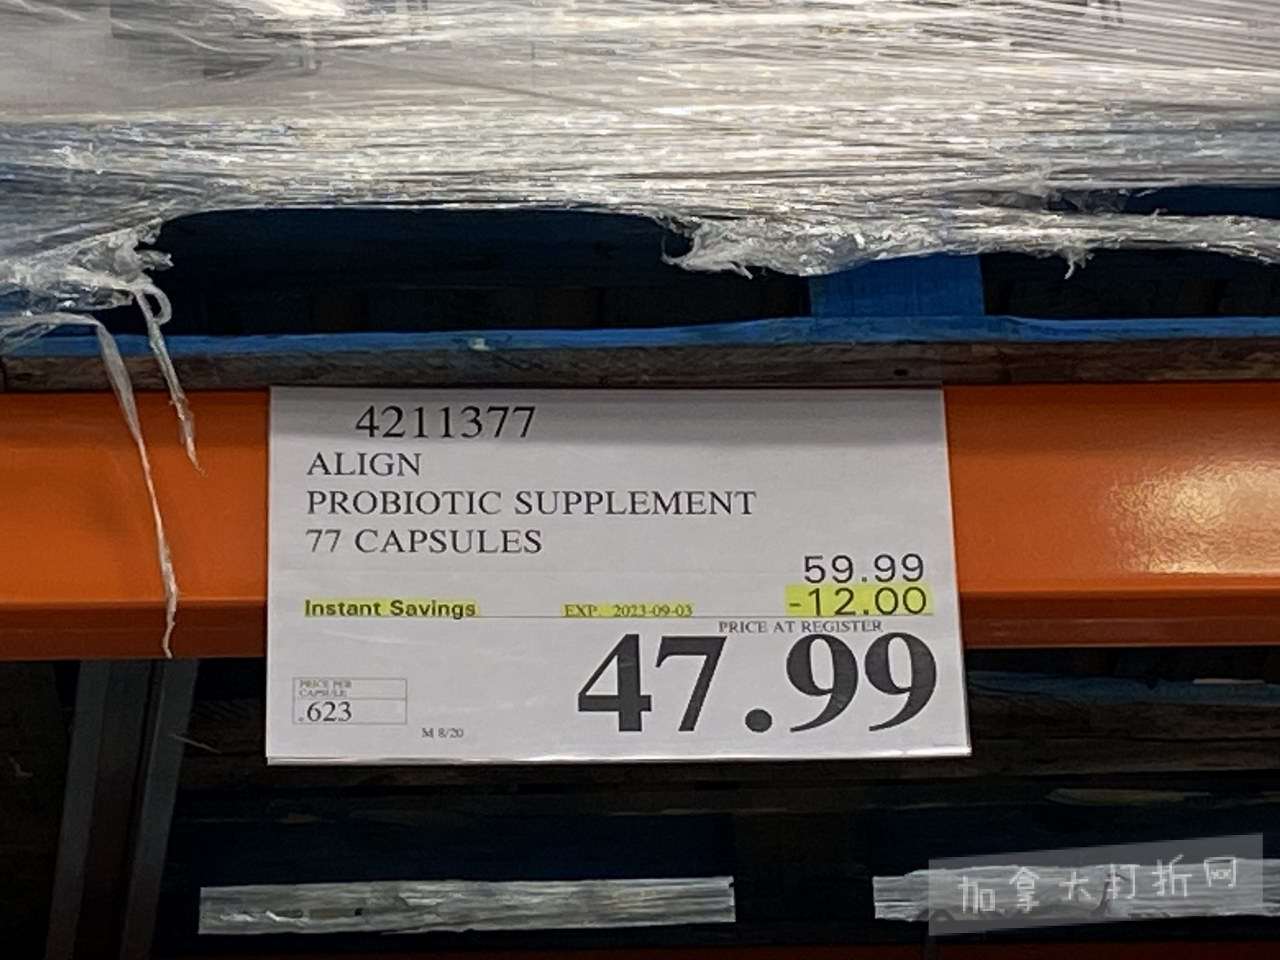 4211377
ALIGN
PROBIOTIC SUPPLEMENT
77 CAPSULES
59.99
Instant Savings EXP. 2023-09-03 -12.00
PRICE AT REGISTER
47.99
PRICE PER
CAPSULE
.623
M 8/20
加拿大打折网